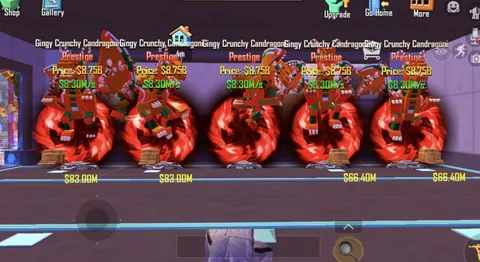 Shop
Gallery
Upgrade
Go Home
More
Gingy Crunchy Candragon
Gingy Crunchy Candragon
Gingy Crunchy Candragon
Gingy Crunchy Candragon
Gingy Crunchy Candragon
Prestige
Prestige
Prestige
Prestige
Prestige
Price: $8.75B
Price: $8.75B
Price: $8.75B
Price: $8.75B
Price: $8.75B
$8.30M/s
$8.30M/s
$8.30M/s
$8.30M/s
$8.30M/s
$83.00M
$83.00M
$66.40M
$66.40M